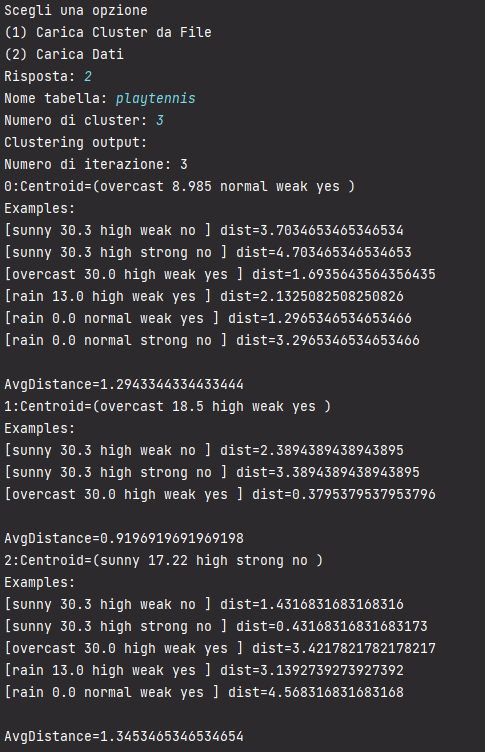 Scegli una opzione
(1) Carica Cluster da File
(2) Carica Dati
Risposta: 2
Nome tabella: playtennis
Numero di cluster: 3
Clustering output:
Numero di iterazione: 3
0:Centroid=(overcast 8.985 normal weak yes )
Examples:
[sunny 30.3 high weak no ] dist=3.7034653465346534
[sunny 30.3 high strong no ] dist=4.703465346534653
[overcast 30.0 high weak yes ] dist=1.6935643564356435
[rain 13.0 high weak yes ] dist=2.1325082508250826
[rain 0.0 normal weak yes ] dist=1.2965346534653466
[rain 0.0 normal strong no ] dist=3.2965346534653466
AvgDistance=1.2943344334433444
1:Centroid=(overcast 18.5 high weak yes )
Examples:
[sunny 30.3 high weak no ] dist=2.3894389438943895
[sunny 30.3 high strong no ] dist=3.3894389438943895
[overcast 30.0 high weak yes ] dist=0.3795379537953796
AvgDistance=0.9196919691969198
2:Centroid=(sunny 17.22 high strong no )
Examples:
[sunny 30.3 high weak no ] dist=1.4316831683168316
[sunny 30.3 high strong no ] dist=0.43168316831683173
[overcast 30.0 high weak yes ] dist=3.4217821782178217
[rain 13.0 high weak yes ] dist=3.1392739273927392
[rain 0.0 normal weak yes ] dist=4.568316831683168
AvgDistance=1.3453465346534654